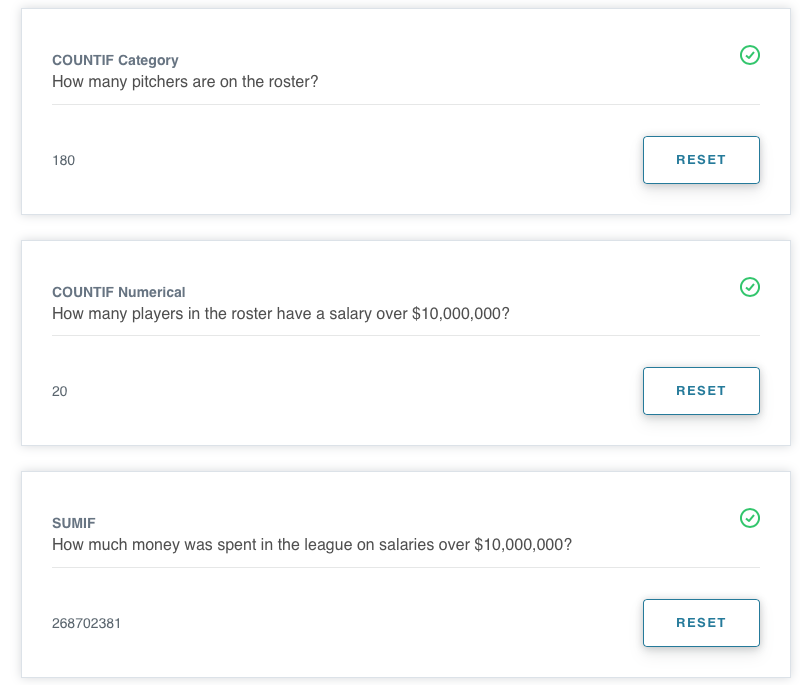 COUNTIF Category
How many pitchers are on the roster?
180
RESET
COUNTIF Numerical
How many players in the roster have a salary over $10,000,000?
20
RESET
SUMIF
How much money was spent in the league on salaries over $10,000,000?
268702381
RESET